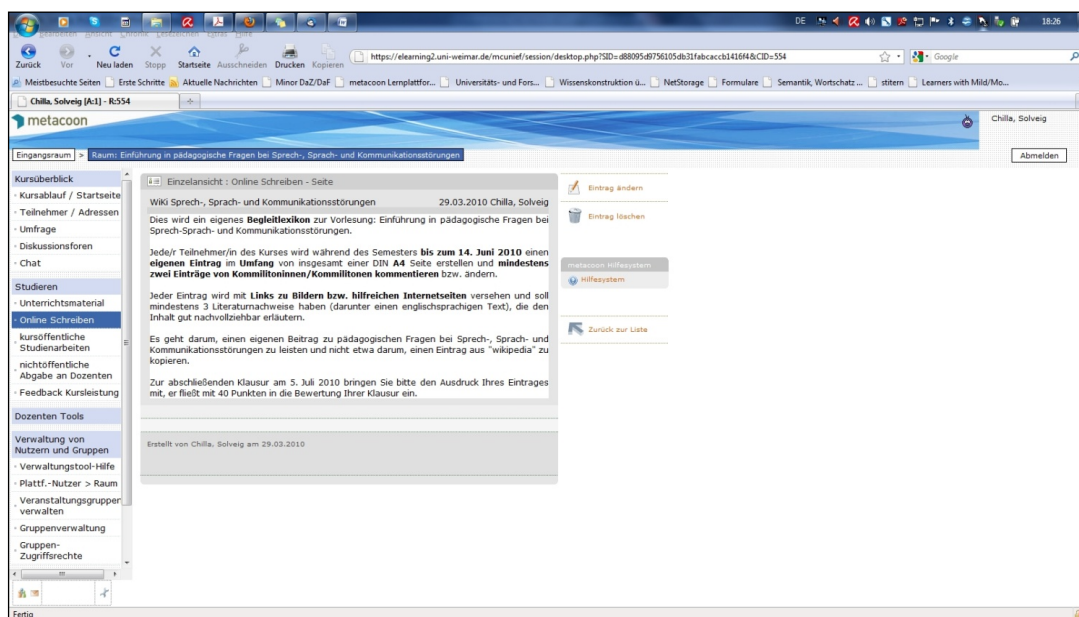 DE
18:26
Bearbeiten Ansicht Chronik Lesezeichen Extras Hilfe
Zurück Vor Neu laden Stopp Startseite Ausschneiden Drucken Kopieren
https://elearning2.uni-weimar.de/mcunief/session/desktop.php?SID=d88095d9756105db31fabcaccb1416f4&CID=554
Google
Meistbesuchte Seiten Erste Schritte Aktuelle Nachrichten Minor DaZ/DaF metacoon Lernplattfor... Universitäts- und Fors... Wissenskonstruktion ü... NetStorage Formulare Semantik, Wortschatz ... stitern Learners with Mild/Mo...
Chilla, Solveig [A:1] - R:554
metacoon
Chilla, Solveig
Eingangsraum > Raum: Einführung in pädagogische Fragen bei Sprech-, Sprach- und Kommunikationsstörungen
Abmelden
Kursüberblick
Kursablauf / Startseite
Teilnehmer / Adressen
Umfrage
Diskussionsforen
Chat
Studieren
Unterrichtsmaterial
Online Schreiben
kursöffentliche
Studienarbeiten
nichtöffentliche
Abgabe an Dozenten
Feedback Kursleistung
Dozenten Tools
Verwaltung von
Nutzern und Gruppen
Verwaltungstool-Hilfe
Plattf.-Nutzer > Raum
Veranstaltungsgruppen
verwalten
Gruppenverwaltung
Gruppen-
Zugriffsrechte
Einzelansicht : Online Schreiben - Seite
WiKi Sprech-, Sprach- und Kommunikationsstörungen 29.03.2010 Chilla, Solveig
Dies wird ein eigenes Begleitlexikon zur Vorlesung: Einführung in pädagogische Fragen bei
Sprech-Sprach- und Kommunikationsstörungen.
Jede/r Teilnehmer/in des Kurses wird während des Semesters bis zum 14. Juni 2010 einen
eigenen Eintrag im Umfang von insgesamt einer DIN A4 Seite erstellen und mindestens
zwei Einträge von Kommilitoninnen/Kommilitonen kommentieren bzw. ändern.
Jeder Eintrag wird mit Links zu Bildern bzw. hilfreichen Internetseiten versehen und soll
mindestens 3 Literaturnachweise haben (darunter einen englischsprachigen Text), die den
Inhalt gut nachvollziehbar erläutern.
Es geht darum, einen eigenen Beitrag zu pädagogischen Fragen bei Sprech-, Sprach- und
Kommunikationsstörungen zu leisten und nicht etwa darum, einen Eintrag aus "wikipedia" zu
kopieren.
Zur abschließenden Klausur am 5. Juli 2010 bringen Sie bitte den Ausdruck Ihres Eintrages
mit, er fließt mit 40 Punkten in die Bewertung Ihrer Klausur ein.
Erstellt von Chilla, Solveig am 29.03.2010
Eintrag ändern
Eintrag löschen
metacoon Hilfesystem
Hilfesystem
Zurück zur Liste
Fertig